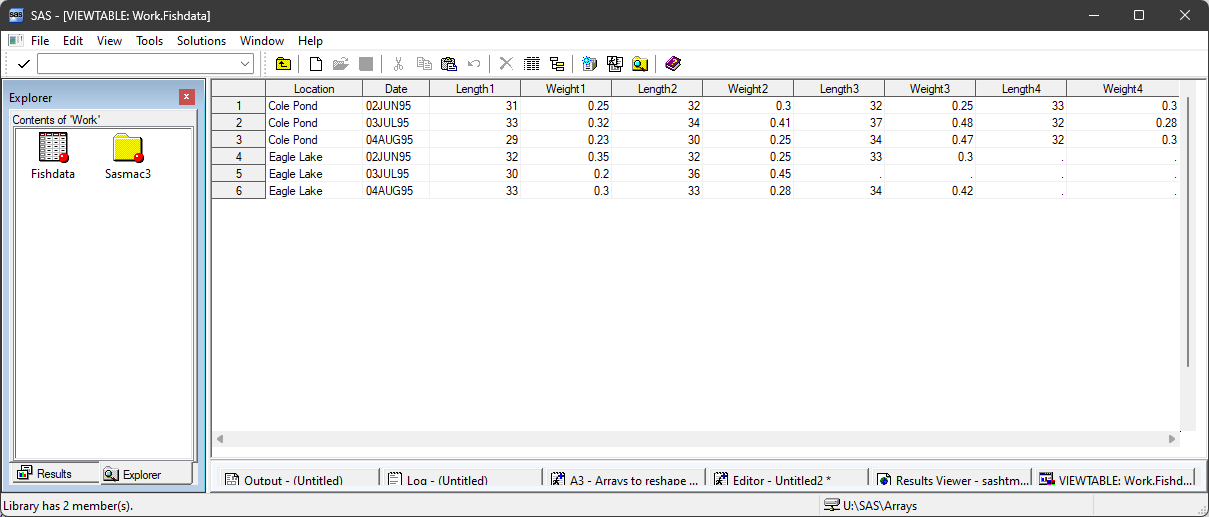 SAS - [VIEWTABLE: Work.Fishdata]
File Edit View Tools Solutions Window Help
Explorer
Contents of 'Work'
Fishdata Sasmac3
Location Date Length1 Weight1 Length2 Weight2 Length3 Weight3 Length4 Weight4
1 Cole Pond 02JUN95 31 0.25 32 0.3 32 0.25 33 0.3
2 Cole Pond 03JUL95 33 0.32 34 0.41 37 0.48 32 0.28
3 Cole Pond 04AUG95 29 0.23 30 0.25 34 0.47 32 0.3
4 Eagle Lake 02JUN95 32 0.35 32 0.25 33 0.3 . .
5 Eagle Lake 03JUL95 30 0.2 36 0.45 . . . .
6 Eagle Lake 04AUG95 33 0.3 33 0.28 34 0.42 . .
Results Explorer
Output - (Untitled) Log - (Untitled) A3 - Arrays to reshape ... Editor - Untitled2 * Results Viewer - sashtm... VIEWTABLE: Work.Fishd...
Library has 2 member(s). U:\SAS\Arrays